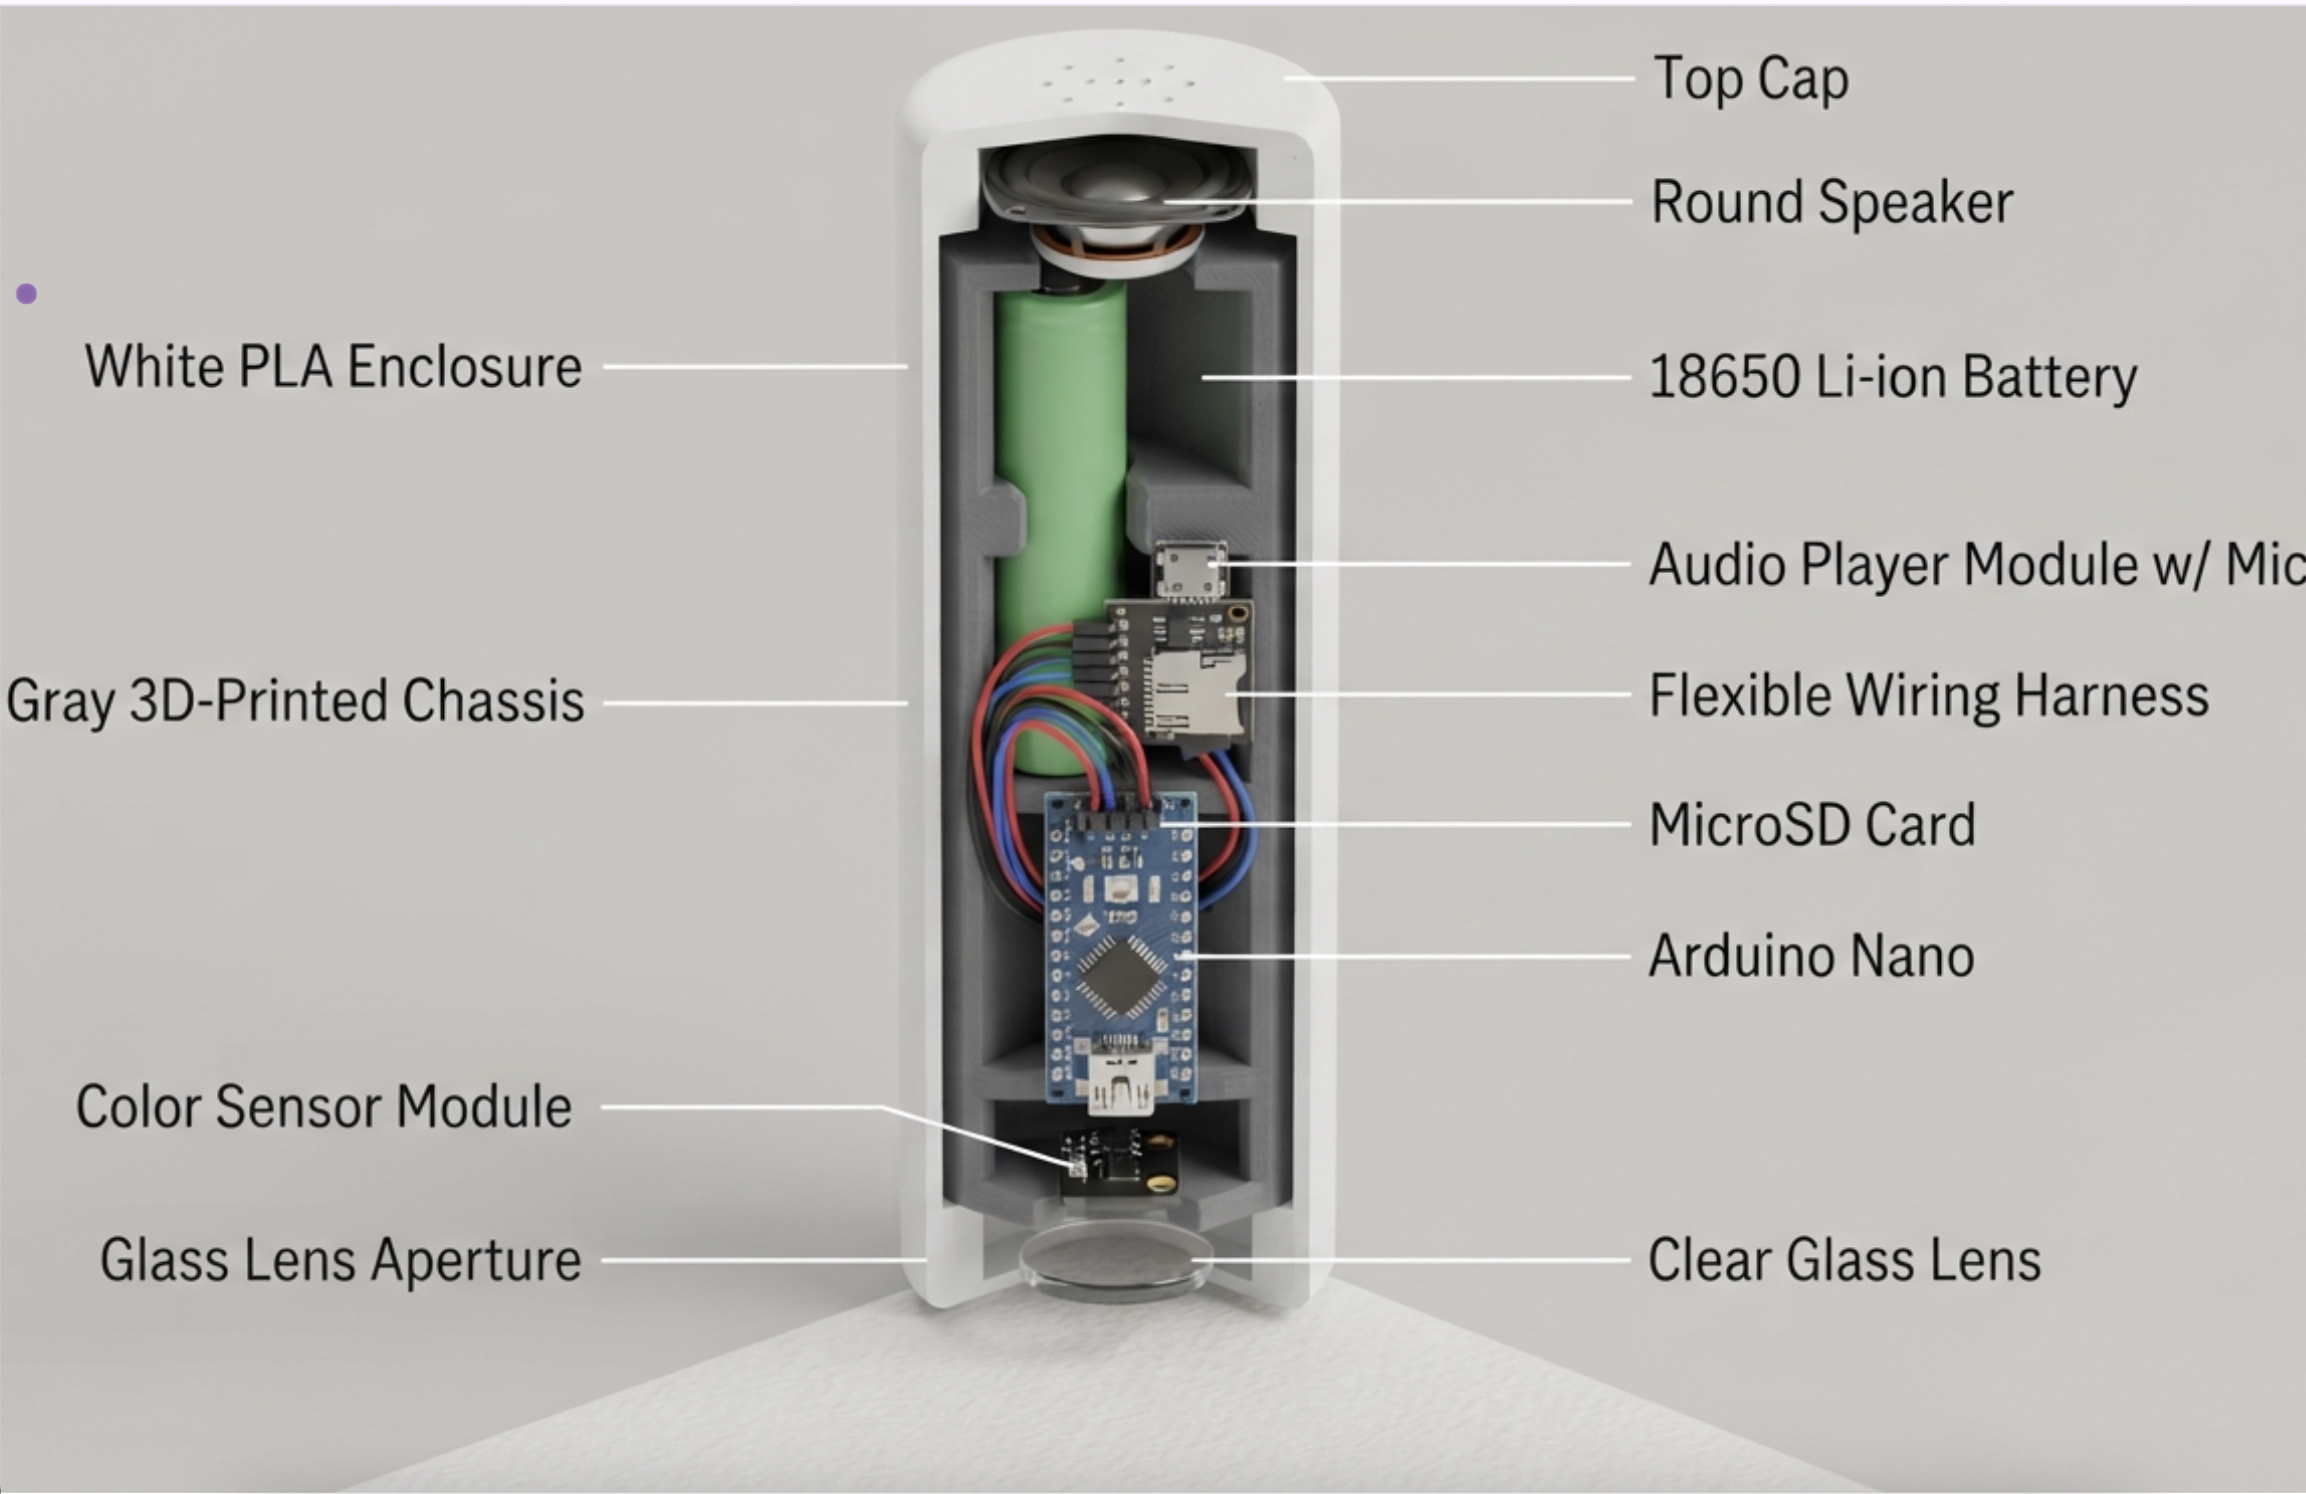 Top Cap
Round Speaker
White PLA Enclosure
18650 Li-ion Battery
Audio Player Module w/ Mic
Gray 3D-Printed Chassis
Flexible Wiring Harness
MicroSD Card
Arduino Nano
Color Sensor Module
Glass Lens Aperture
Clear Glass Lens